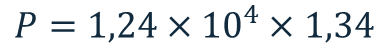 P = 1,24 × 10⁴ × 1,34